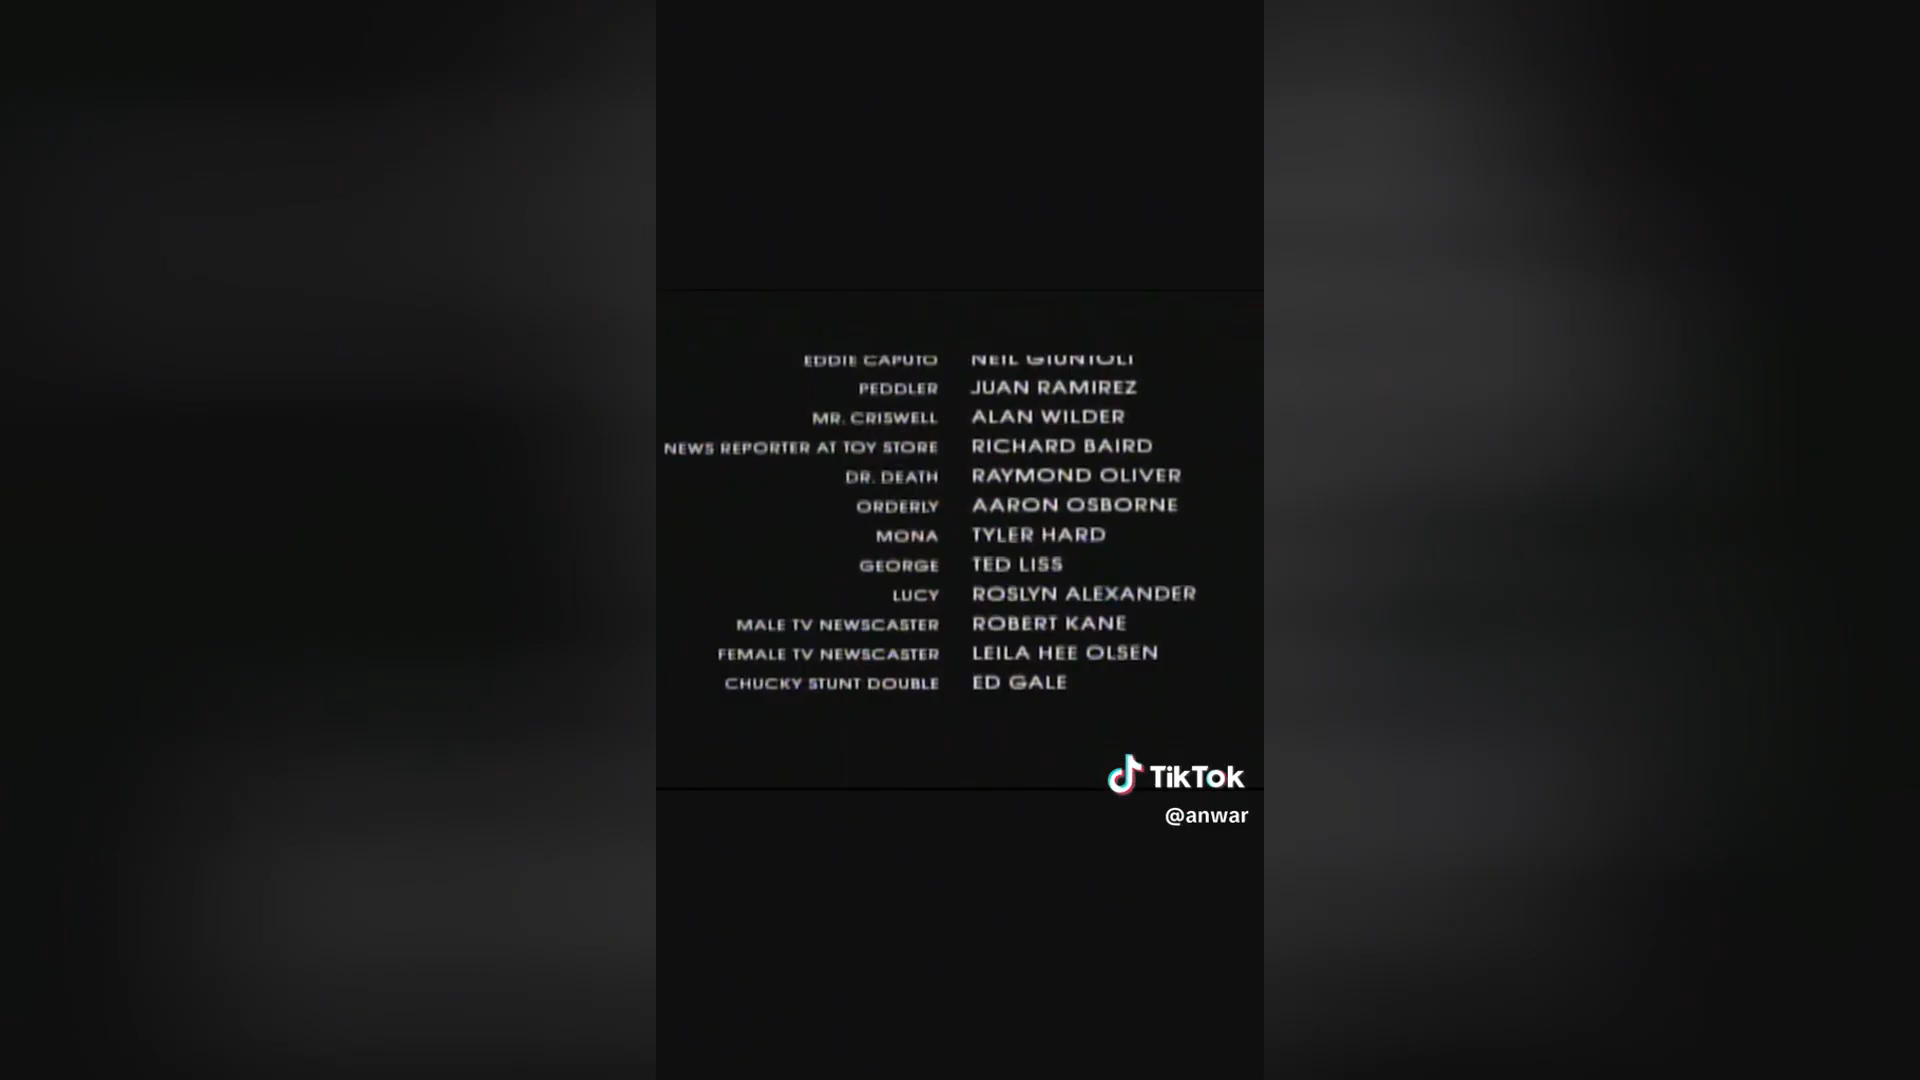 EDDIE CAPUTO NEIL GIUNTOLI
PEDDLER JUAN RAMIREZ
MR. CRISWELL ALAN WILDER
NEWS REPORTER AT TOY STORE RICHARD BAIRD
DR. DEATH RAYMOND OLIVER
ORDERLY AARON OSBORNE
MONA TYLER HARD
GEORGE TED LISS
LUCY ROSLYN ALEXANDER
MALE TV NEWSCASTER ROBERT KANE
FEMALE TV NEWSCASTER LEILA HEE OLSEN
CHUCKY STUNT DOUBLE ED GALE
TikTok
@anwar